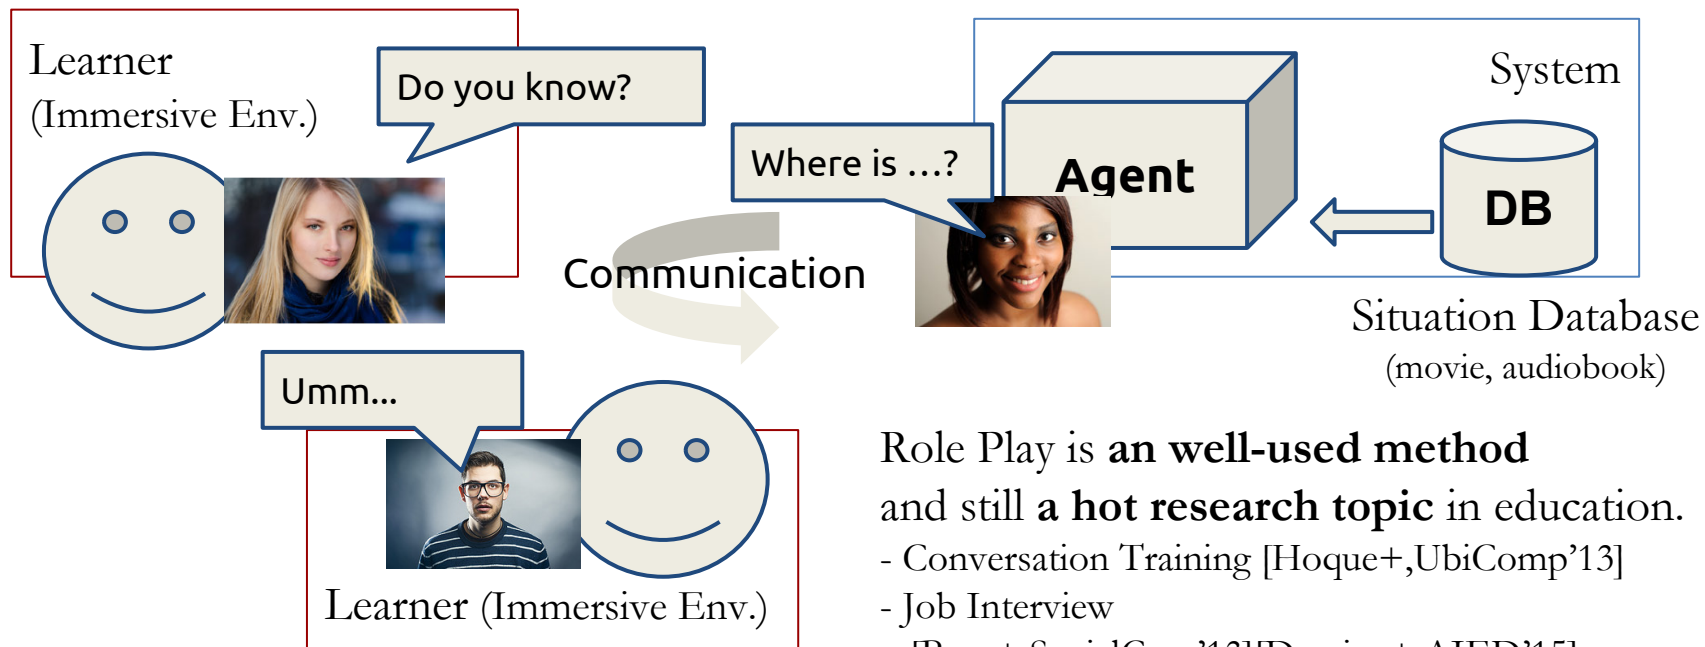 Learner
(Immersive Env.)
Do you know?
Where is ...?
Agent
System
DB
Communication
Situation Database
(movie, audiobook)
Umm...
Learner (Immersive Env.)
Role Play is an well-used method
and still a hot research topic in education.
- Conversation Training [Hoque+,UbiComp’13]
- Job Interview